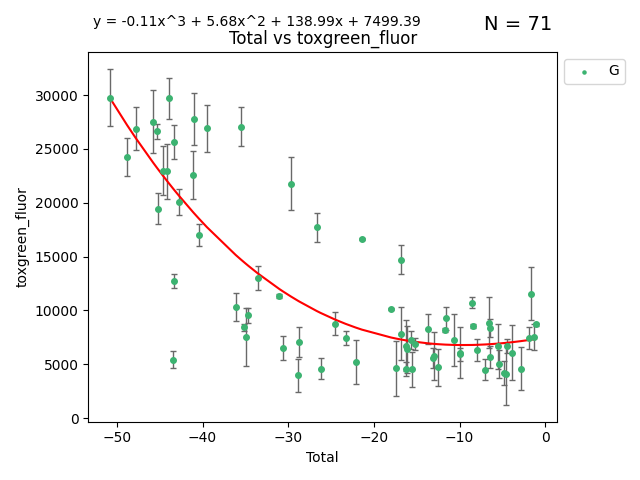 y = -0.11x^3 + 5.68x^2 + 138.99x + 7499.39
N = 71
Total vs toxgreen_fluor
G
30000
25000
20000
15000
10000
5000
0
toxgreen_fluor
−50 −40 −30 −20 −10 0
Total